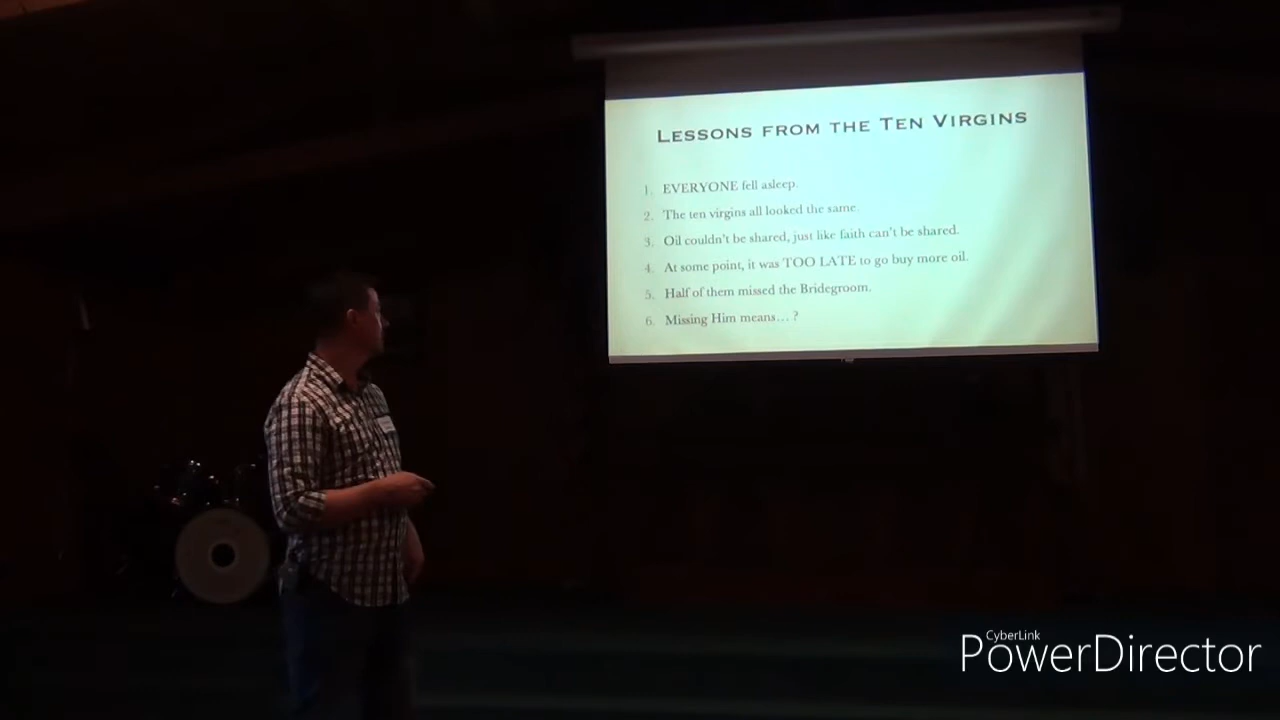 LESSONS FROM THE TEN VIRGINS
1. EVERYONE fell asleep.
2. The ten virgins all looked the same.
3. Oil couldn't be shared, just like faith can't be shared.
4. At some point, it was TOO LATE to go buy more oil.
5. Half of them missed the Bridegroom.
6. Missing Him means… ?
CyberLink
PowerDirector